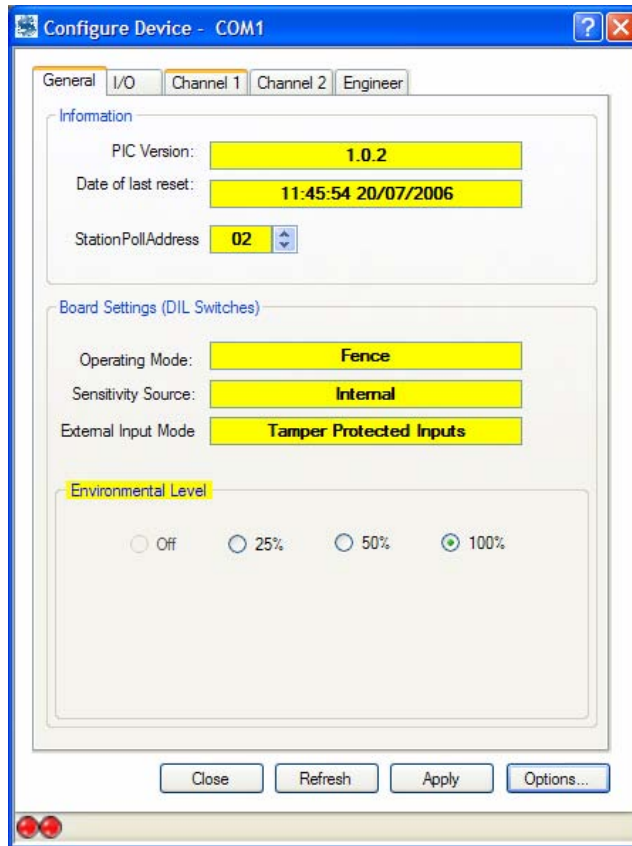 Configure Device - COM1
General I/O Channel 1 Channel 2 Engineer
Information
PIC Version: 1.0.2
Date of last reset: 11:45:54 20/07/2006
StationPollAddress 02
Board Settings (DIL Switches)
Operating Mode: Fence
Sensitivity Source: Internal
External Input Mode Tamper Protected Inputs
Environmental Level
Off 25% 50% 100%
Close Refresh Apply Options...